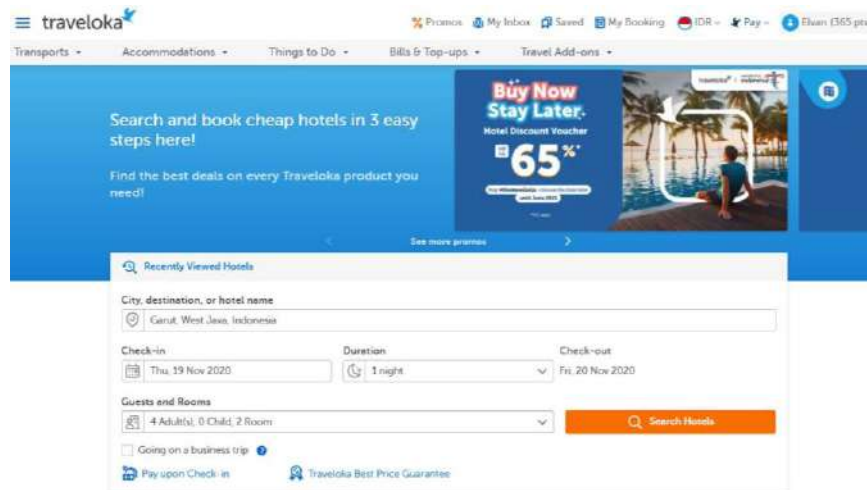 traveloka
Promos My Inbox Saved My Booking IDR Pay Elvan (365 pt
Transports Accommodations Things to Do Bills & Top-ups Travel Add-ons
Search and book cheap hotels in 3 easy
steps here!
Find the best deals on every Traveloka product you
need!
Buy Now
Stay Later.
Hotel Discount Voucher
65%*
traveloka
See more promos
Recently Viewed Hotels
City, destination, or hotel name
Garut, West Java, Indonesia
Check-in Duration Check-out
Thu, 19 Nov 2020 1 night Fri, 20 Nov 2020
Guests and Rooms
4 Adult(s), 0 Child, 2 Room Search Hotels
Going on a business trip
Pay upon Check-in Traveloka Best Price Guarantee